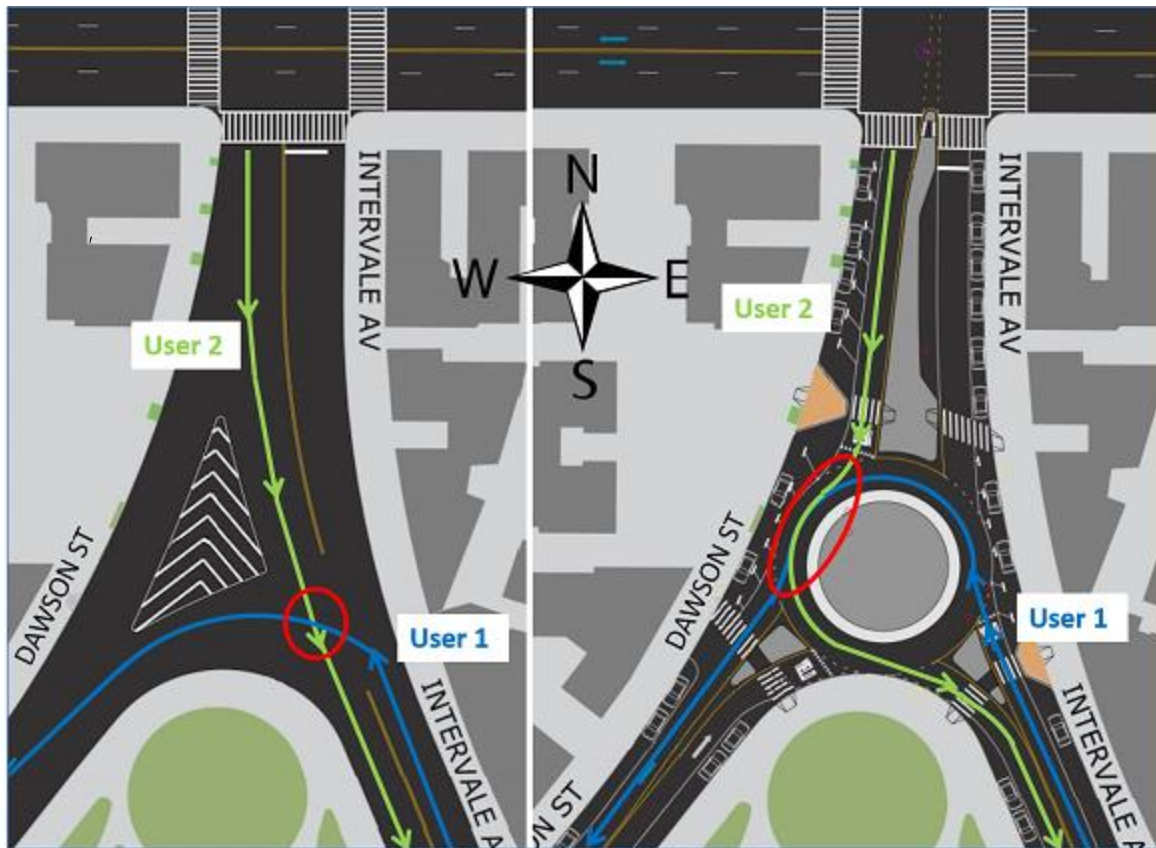 INTERVALE AV
User 2
DAWSON ST
User 1
INTERVALE A
N
W E
S
INTERVALE AV
User 2
DAWSON ST
User 1
INTERVALE A
ON ST